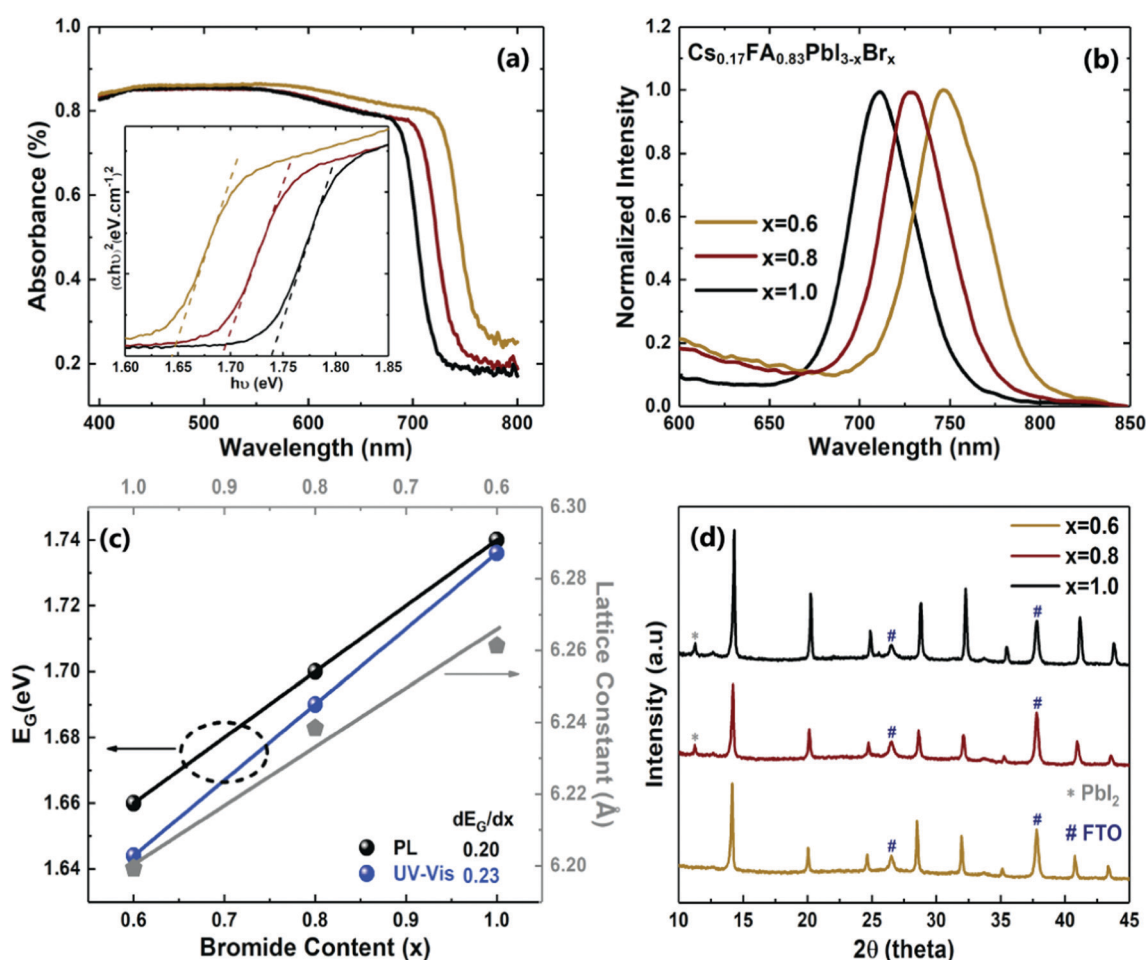 (a)
1.0
0.8
0.6
0.4
0.2
Absorbance (%)
400 500 600 700 800
Wavelength (nm)
(αhυ)² (eV.cm⁻¹)²
1.60 1.65 1.70 1.75 1.80 1.85
hυ (eV)
(b)
Cs0.17FA0.83PbI3-xBrx
1.2
1.0
0.8
0.6
0.4
0.2
0.0
Normalized Intensity
x=0.6
x=0.8
x=1.0
600 650 700 750 800 850
Wavelength (nm)
(c)
1.0 0.9 0.8 0.7 0.6
1.74
1.72
1.70
1.68
1.66
1.64
EG(eV)
6.30
6.28
6.26
6.24
6.22
6.20
Lattice Constant (Å)
dEG/dx
PL 0.20
UV-Vis 0.23
0.6 0.7 0.8 0.9 1.0
Bromide Content (x)
(d)
x=0.6
x=0.8
x=1.0
Intensity (a.u)
* # #
* # #
# #
* PbI2
# FTO
10 15 20 25 30 35 40 45
2θ (theta)